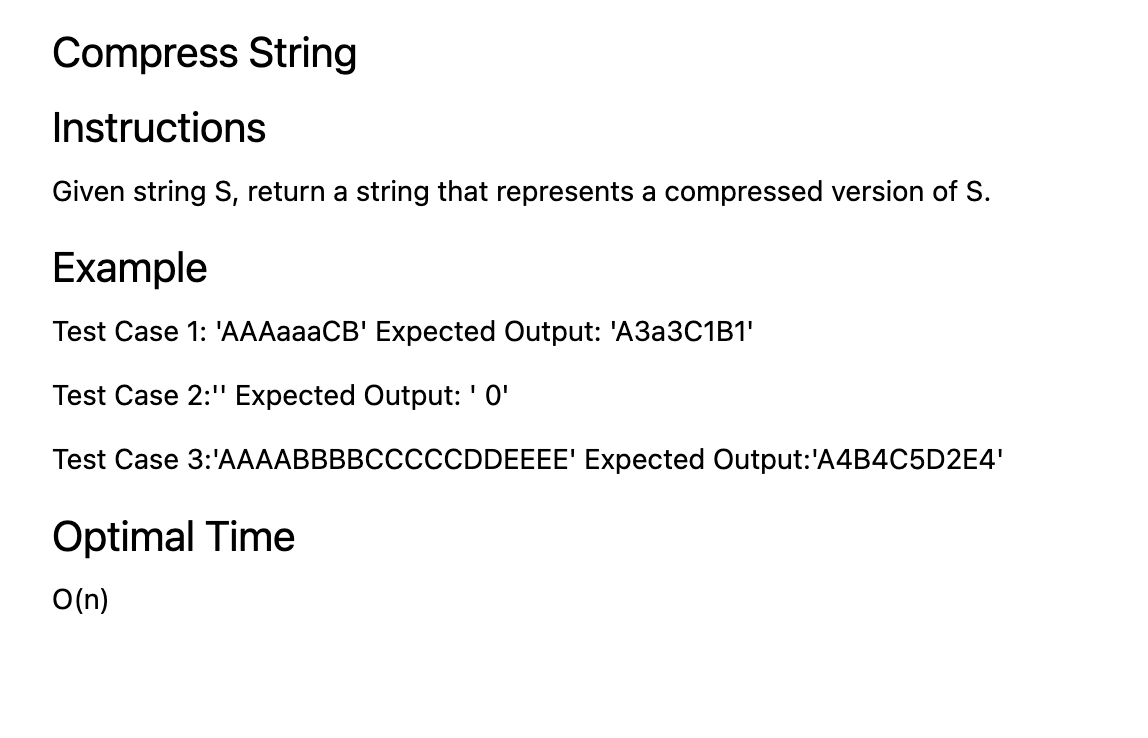 Compress String
Instructions
Given string S, return a string that represents a compressed version of S.
Example
Test Case 1: 'AAAaaaCB' Expected Output: 'A3a3C1B1'
Test Case 2:'' Expected Output: ' 0'
Test Case 3:'AAAABBBBCCCCCDDEEEE' Expected Output:'A4B4C5D2E4'
Optimal Time
O(n)